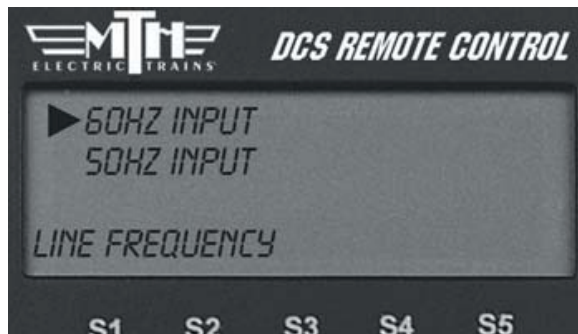 MTH
ELECTRIC TRAINS
DCS REMOTE CONTROL
60HZ INPUT
50HZ INPUT
LINE FREQUENCY
S1 S2 S3 S4 S5